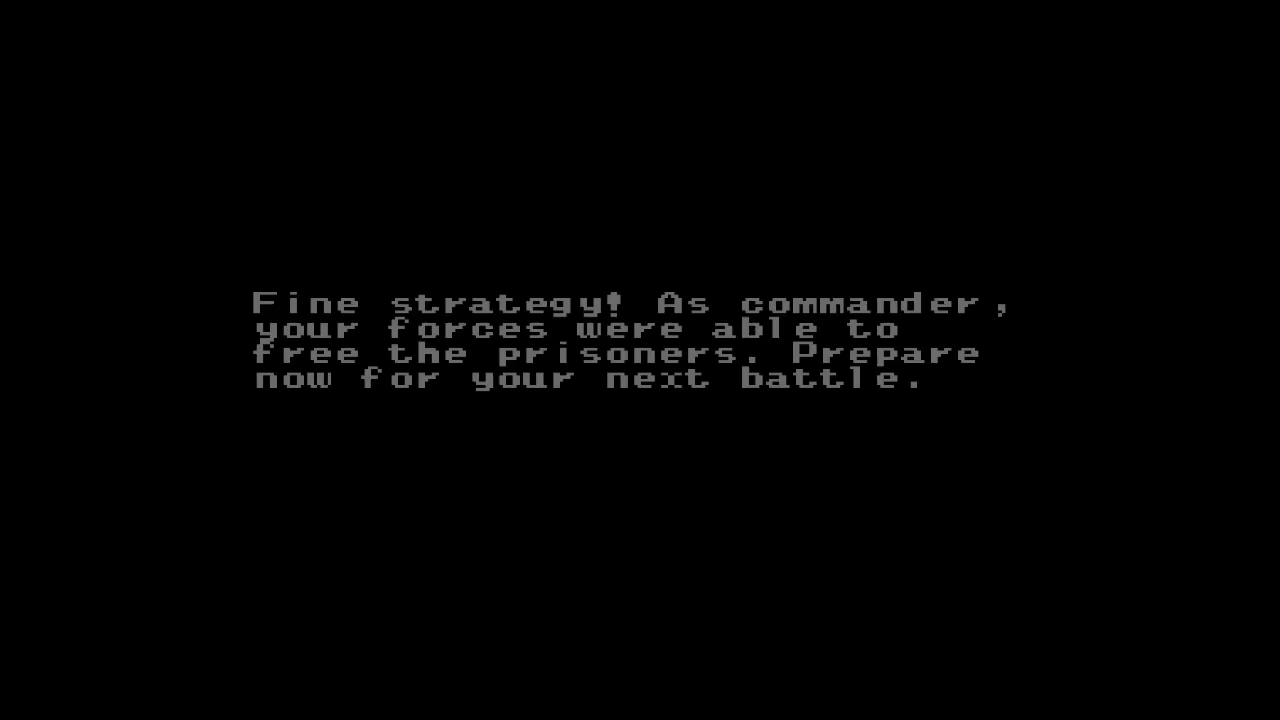 Fine strategy! As commander,
your forces were able to
free the prisoners. Prepare
now for your next battle.